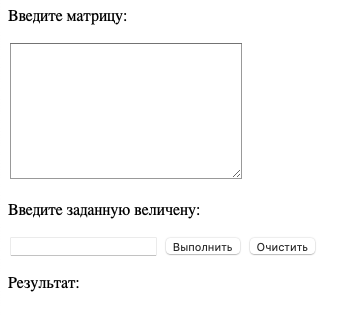 Введите матрицу:
Введите заданную величену:
Выполнить Очистить
Результат: